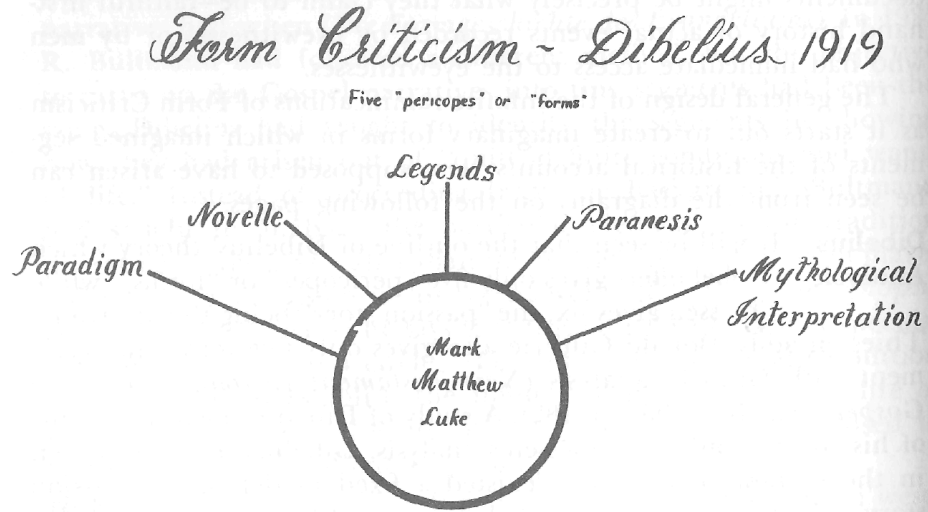 Form Criticism ~ Dibelius 1919
Five "pericopes" or "forms"
Legends
Novelle
Paranesis
Paradigm
Mythological
Interpretation
Mark
Matthew
Luke